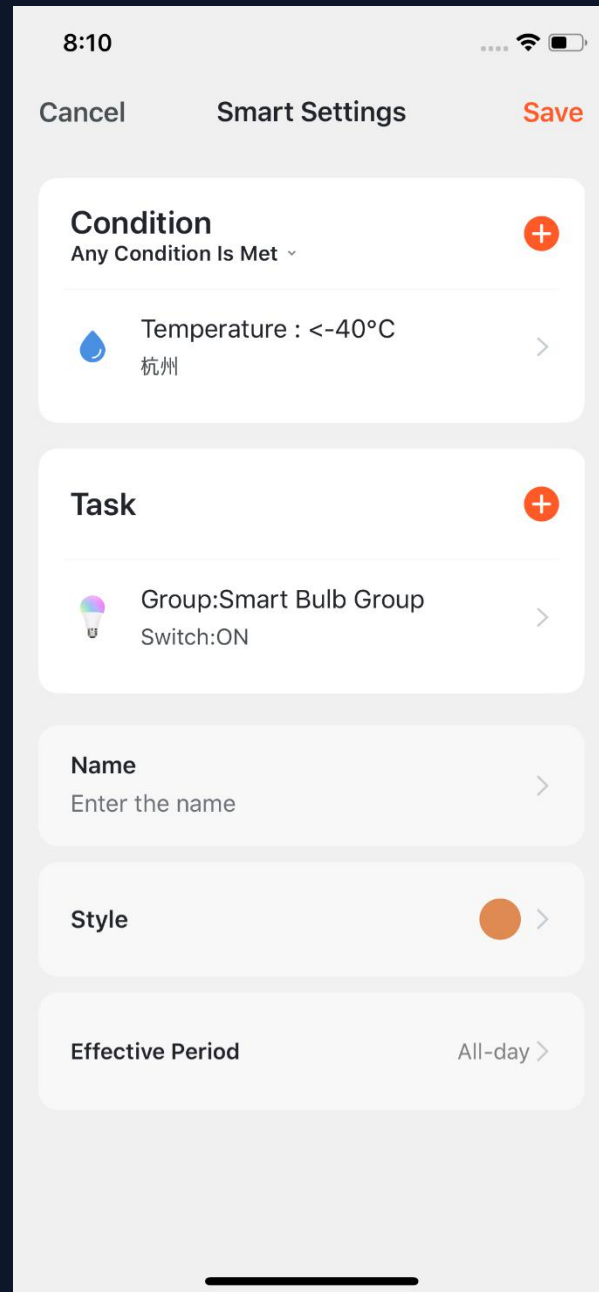 8:10
Cancel Smart Settings Save
Condition
Any Condition Is Met
Temperature : <-40°C
杭州
Task
Group:Smart Bulb Group
Switch:ON
Name
Enter the name
Style
Effective Period All-day